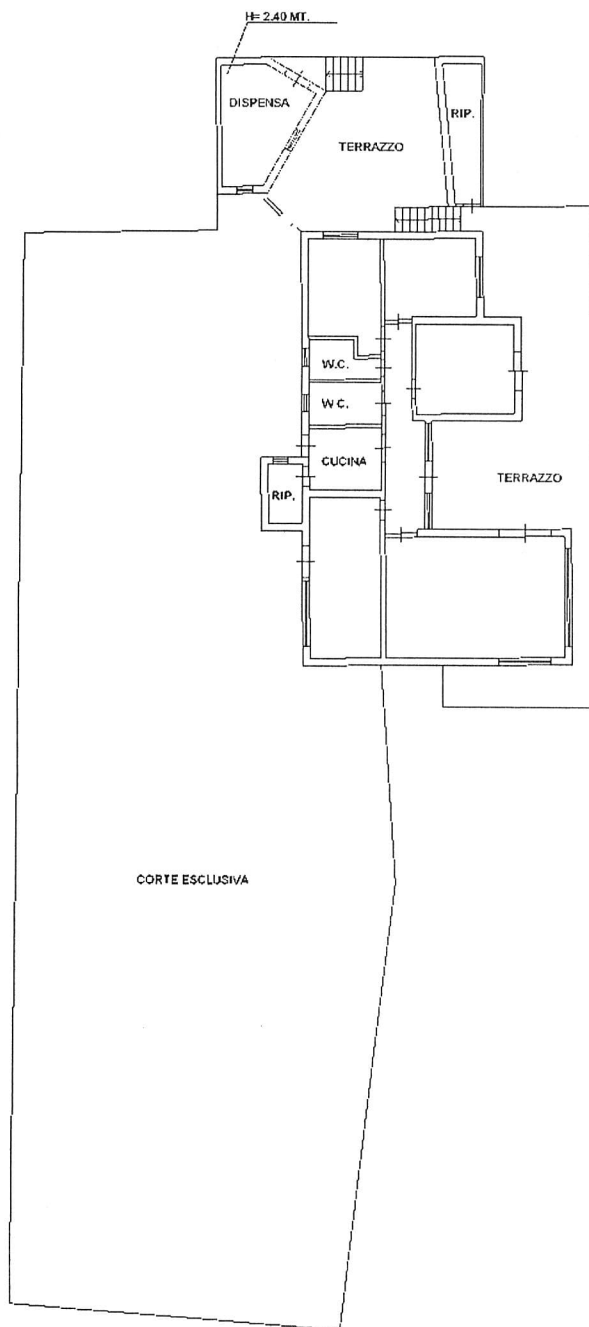 H= 2.40 MT.
DISPENSA
RIP.
TERRAZZO
W.C.
W.C.
CUCINA
RIP.
TERRAZZO
CORTE ESCLUSIVA